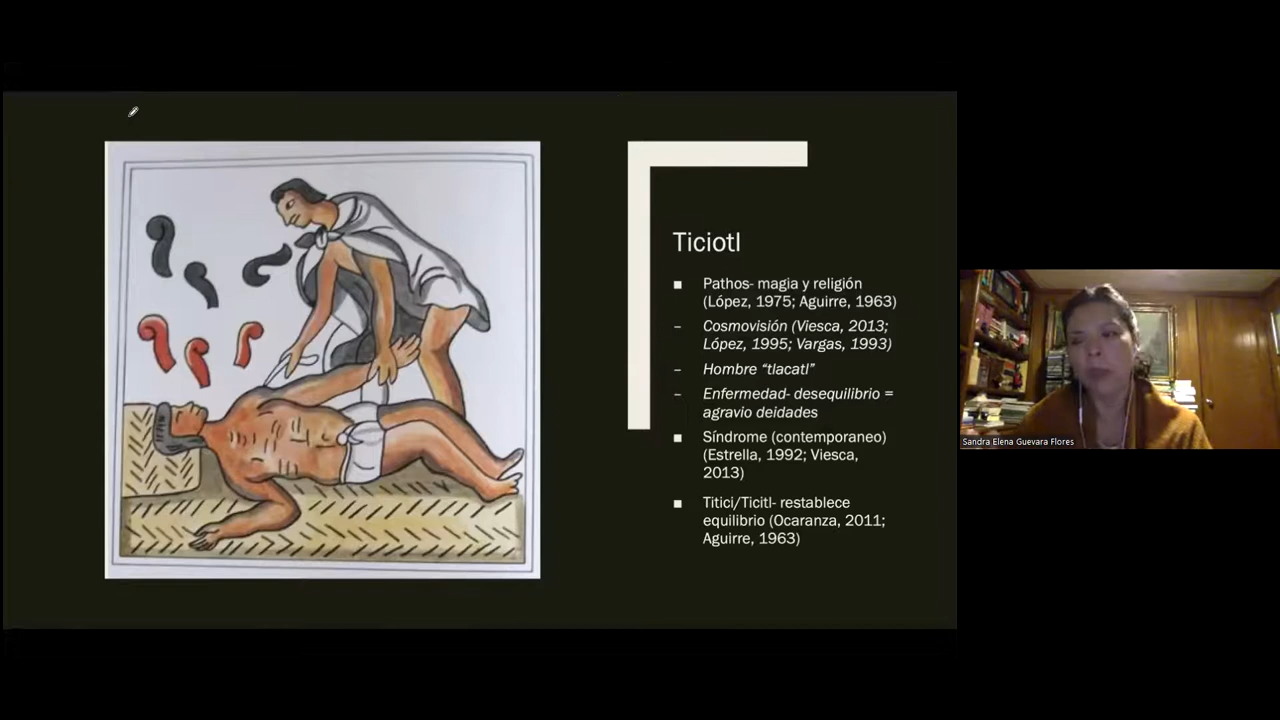 Ticiotl
■ Pathos- magia y religión
(López, 1975; Aguirre, 1963)
– Cosmovisión (Viesca, 2013;
López, 1995; Vargas, 1993)
– Hombre “tlacatl”
– Enfermedad- desequilibrio =
agravio deidades
■ Síndrome (contemporaneo)
(Estrella, 1992; Viesca,
2013)
■ Titici/Ticitl- restablece
equilibrio (Ocaranza, 2011;
Aguirre, 1963)
Sandra Elena Guevara Flores